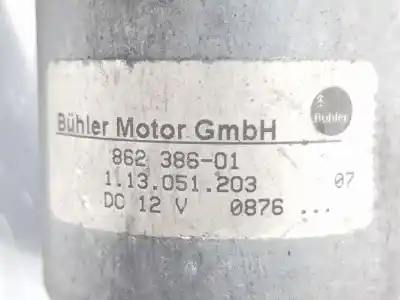 Bühler Motor GmbH
Bühler
862 386-01
1.13.051.203 07
DC 12 V 0876 ...